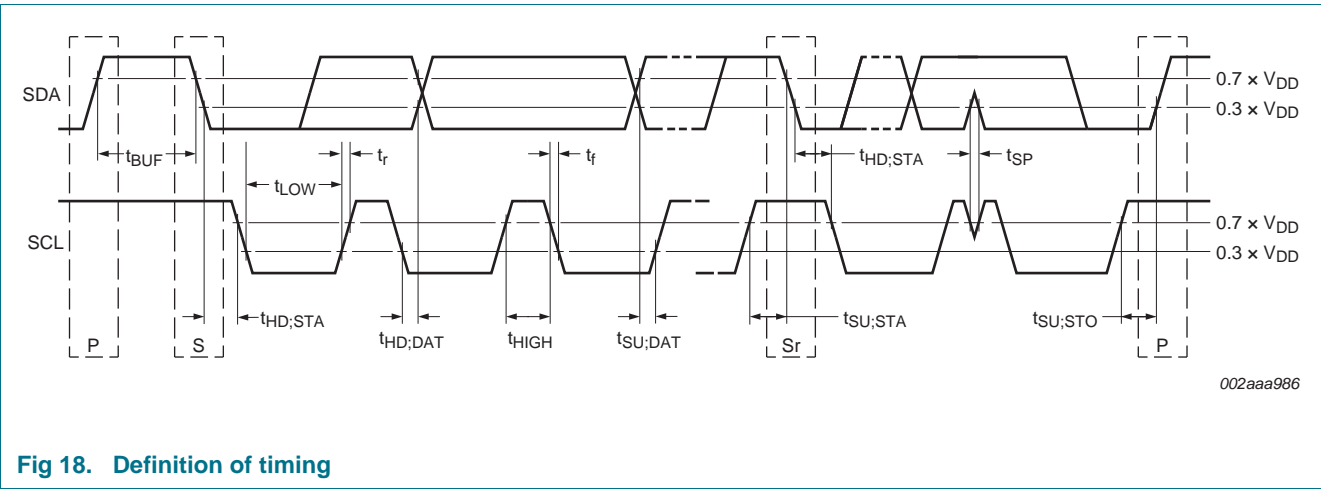 SDA
0.7 × VDD
0.3 × VDD
tBUF
tLOW
tr
tf
tHD;STA
tSP
SCL
0.7 × VDD
0.3 × VDD
tHD;STA
tHD;DAT
tHIGH
tSU;DAT
tSU;STA
tSU;STO
P
S
Sr
P
002aaa986
Fig 18. Definition of timing